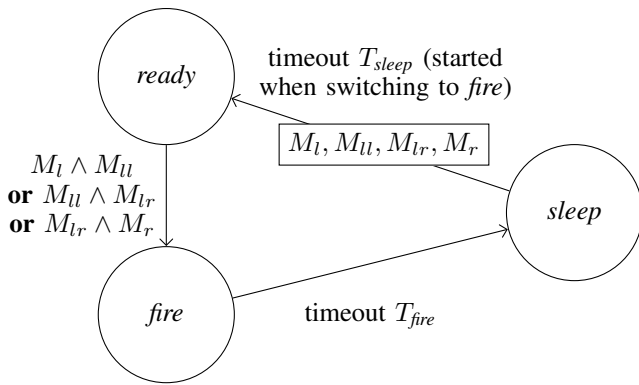 timeout T_sleep (started
when switching to fire)
ready
M_l, M_ll, M_lr, M_r
M_l ∧ M_ll
or M_ll ∧ M_lr
or M_lr ∧ M_r
sleep
fire
timeout T_fire